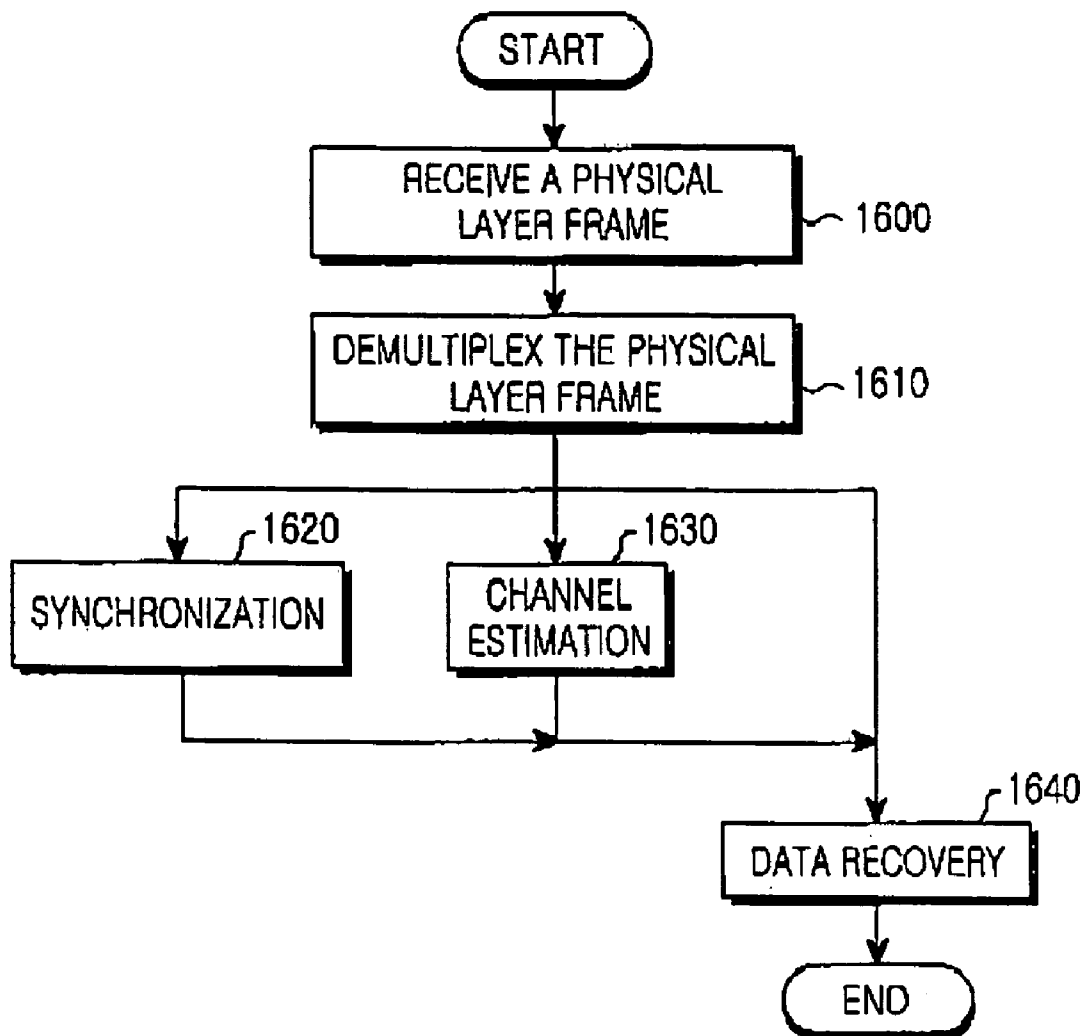 START
RECEIVE A PHYSICAL
LAYER FRAME
1600
DEMULTIPLEX THE PHYSICAL
LAYER FRAME
1610
1620
SYNCHRONIZATION
1630
CHANNEL
ESTIMATION
1640
DATA RECOVERY
END